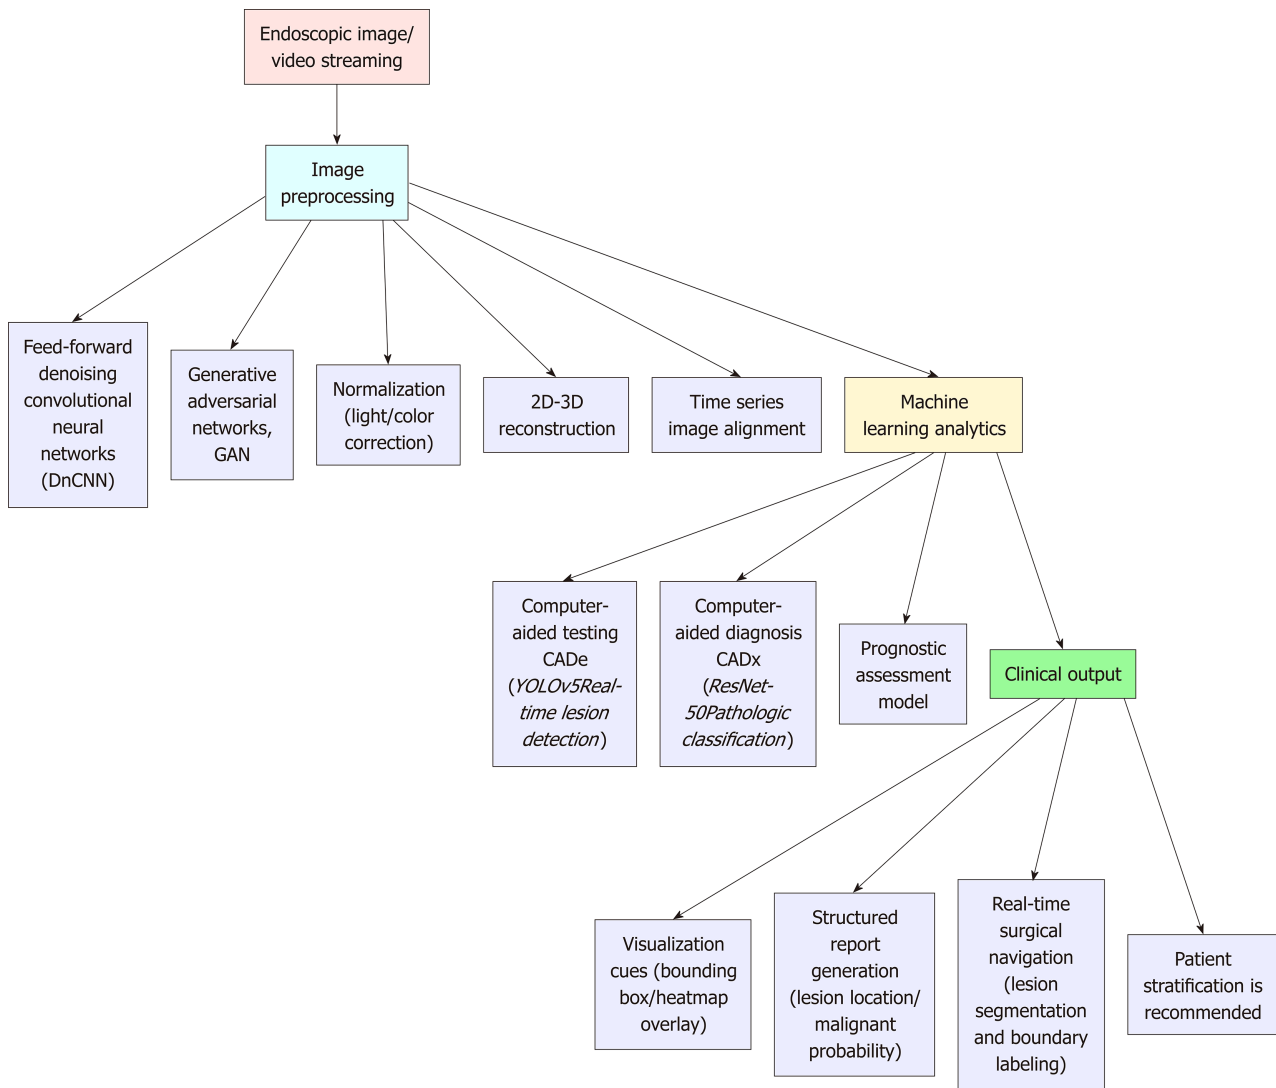 Endoscopic image/
video streaming
Image
preprocessing
Feed-forward
denoising
convolutional
neural
networks
(DnCNN)
Generative
adversarial
networks,
GAN
Normalization
(light/color
correction)
2D-3D
reconstruction
Time series
image alignment
Machine
learning analytics
Computer-
aided testing
CADe
(YOLOv5Real-
time lesion
detection)
Computer-
aided diagnosis
CADx
(ResNet-
50Pathologic
classification)
Prognostic
assessment
model
Clinical output
Visualization
cues (bounding
box/heatmap
overlay)
Structured
report
generation
(lesion location/
malignant
probability)
Real-time
surgical
navigation
(lesion
segmentation
and boundary
labeling)
Patient
stratification is
recommended